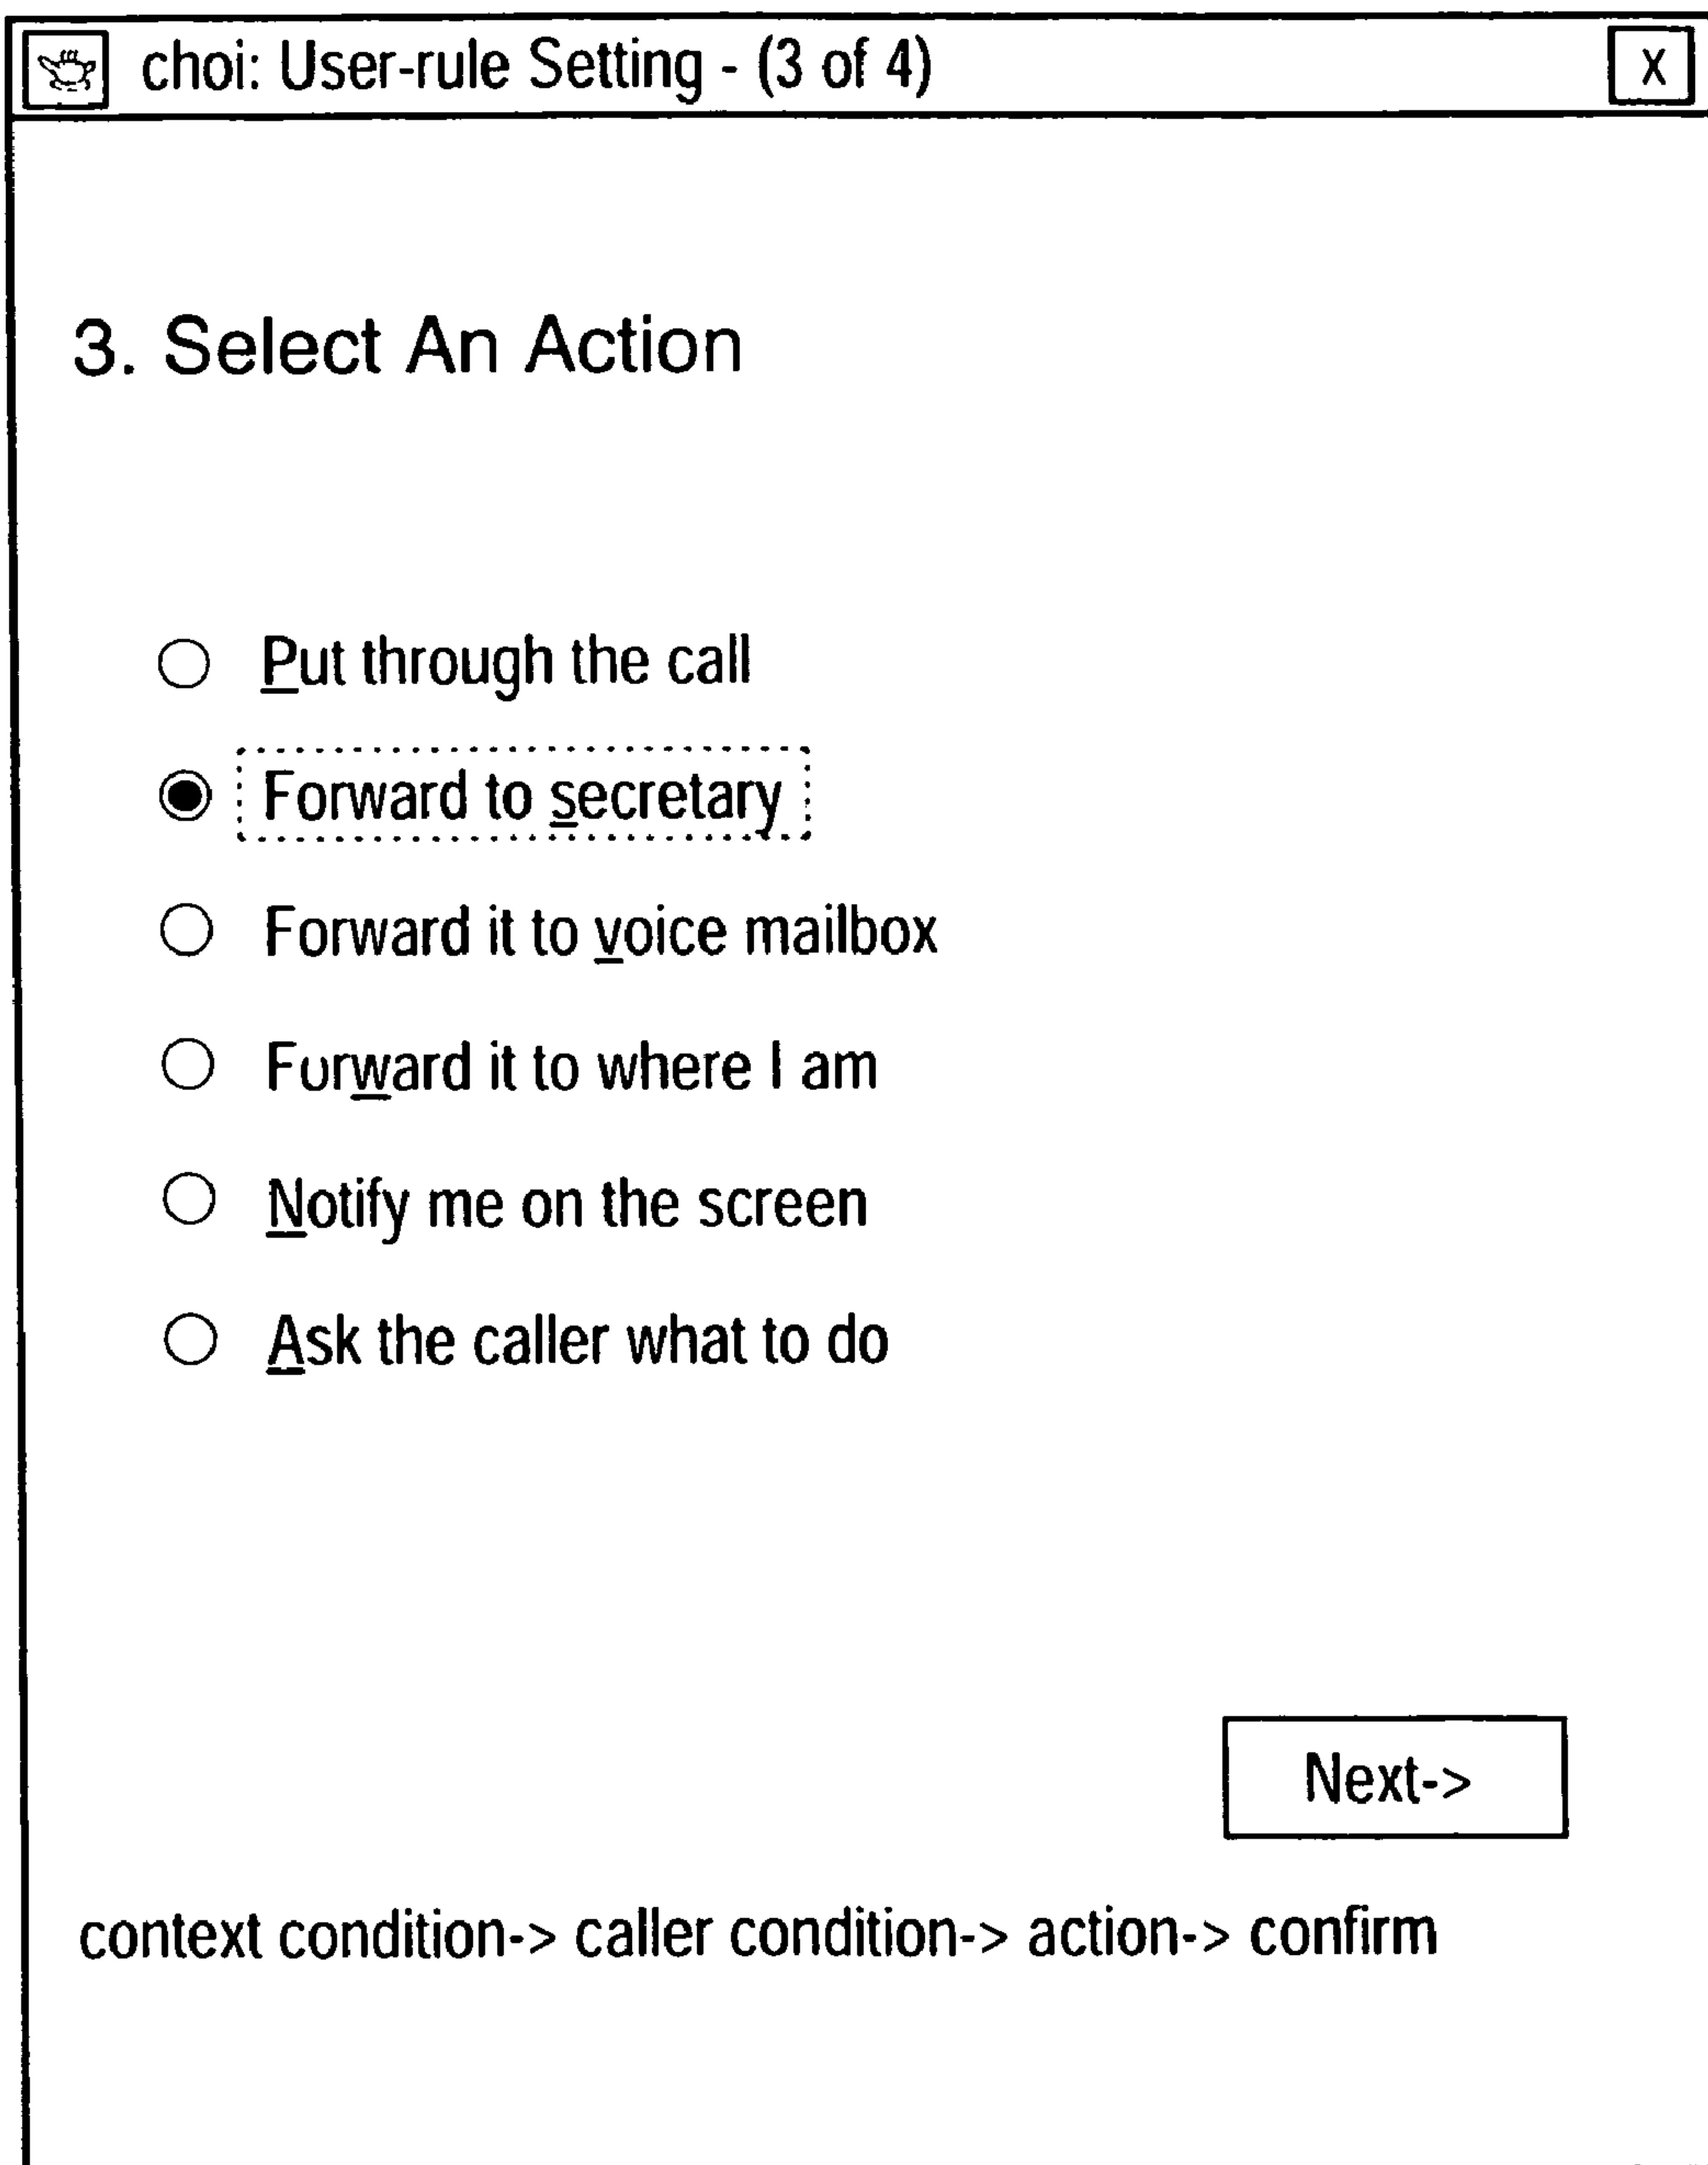 choi: User-rule Setting - (3 of 4)
X
3. Select An Action
Put through the call
Forward to secretary
Forward it to voice mailbox
Forward it to where I am
Notify me on the screen
Ask the caller what to do
Next->
context condition-> caller condition-> action-> confirm